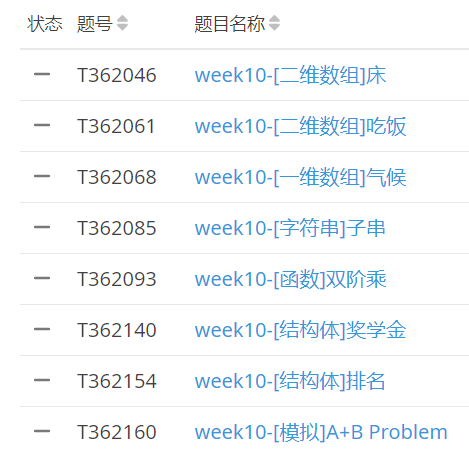 状态 题号 题目名称
T362046 week10-[二维数组]床
T362061 week10-[二维数组]吃饭
T362068 week10-[一维数组]气候
T362085 week10-[字符串]子串
T362093 week10-[函数]双阶乘
T362140 week10-[结构体]奖学金
T362154 week10-[结构体]排名
T362160 week10-[模拟]A+B Problem